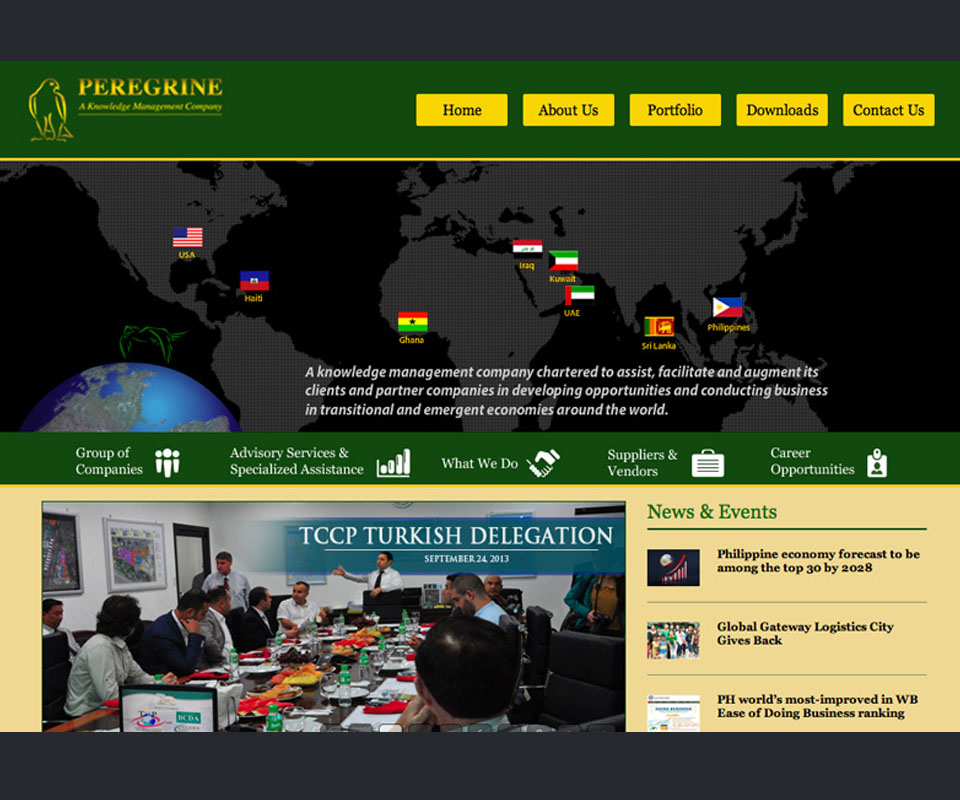 PEREGRINE
A Knowledge Management Company
Home
About Us
Portfolio
Downloads
Contact Us
USA
Haiti
Ghana
Iraq
Kuwait
UAE
Sri Lanka
Philippines
A knowledge management company chartered to assist, facilitate and augment its
clients and partner companies in developing opportunities and conducting business
in transitional and emergent economies around the world.
Group of
Companies
Advisory Services &
Specialized Assistance
What We Do
Suppliers &
Vendors
Career
Opportunities
TCCP TURKISH DELEGATION
SEPTEMBER 24, 2013
BCDA
News & Events
Philippine economy forecast to be
among the top 30 by 2028
Global Gateway Logistics City
Gives Back
PH world's most-improved in WB
Ease of Doing Business ranking